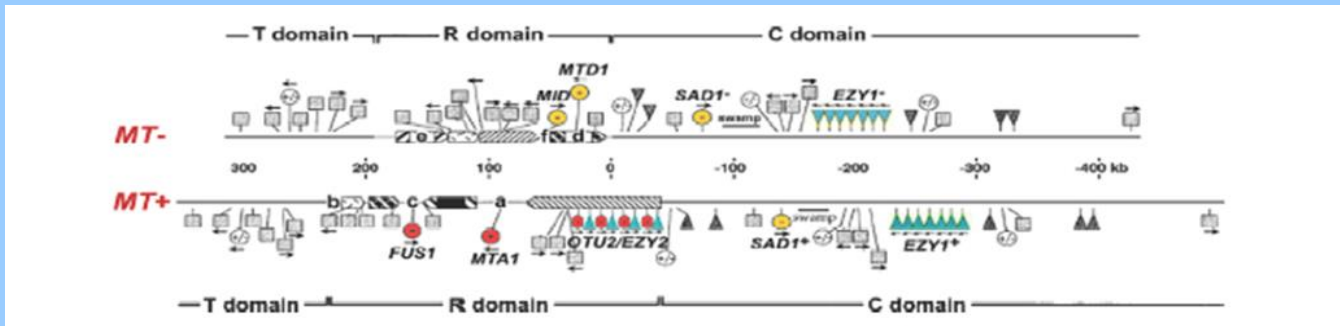 T domain R domain C domain
MTD1
MID SAD1- EZY1-
swamp
MT- e f d
300 200 100 0 -100 -200 -300 -400 kb
MT+ b c a
OTU2/EZY2 SAD1+ EZY1+
FUS1 MTA1
T domain R domain C domain